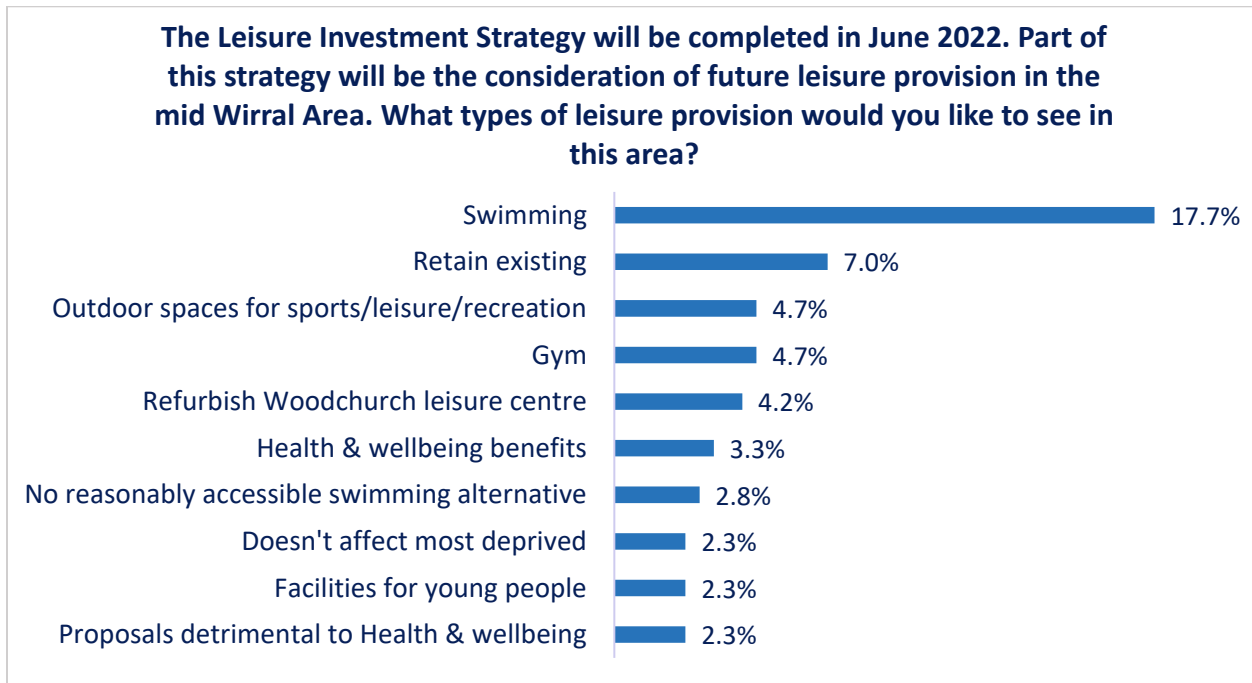 The Leisure Investment Strategy will be completed in June 2022. Part of
this strategy will be the consideration of future leisure provision in the
mid Wirral Area. What types of leisure provision would you like to see in
this area?
Swimming 17.7%
Retain existing 7.0%
Outdoor spaces for sports/leisure/recreation 4.7%
Gym 4.7%
Refurbish Woodchurch leisure centre 4.2%
Health & wellbeing benefits 3.3%
No reasonably accessible swimming alternative 2.8%
Doesn't affect most deprived 2.3%
Facilities for young people 2.3%
Proposals detrimental to Health & wellbeing 2.3%